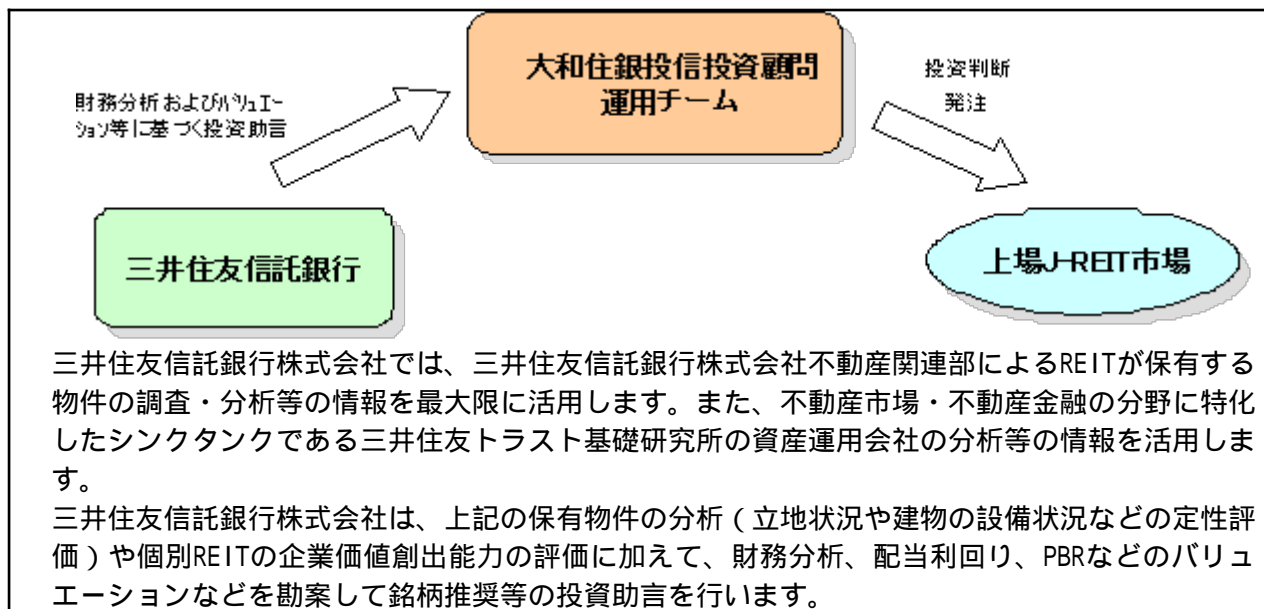 大和住銀投信投資顧問
運用チーム
投資判断
発注
財務分析およびバリュエー
ション等に基づく投資助言
三井住友信託銀行
上場J-REIT市場
三井住友信託銀行株式会社では、三井住友信託銀行株式会社不動産関連部によるREITが保有する
物件の調査・分析等の情報を最大限に活用します。また、不動産市場・不動産金融の分野に特化
したシンクタンクである三井住友トラスト基礎研究所の資産運用会社の分析等の情報を活用しま
す。
三井住友信託銀行株式会社は、上記の保有物件の分析（立地状況や建物の設備状況などの定性評
価）や個別REITの企業価値創出能力の評価に加えて、財務分析、配当利回り、PBRなどのバリュ
エーションなどを勘案して銘柄推奨等の投資助言を行います。